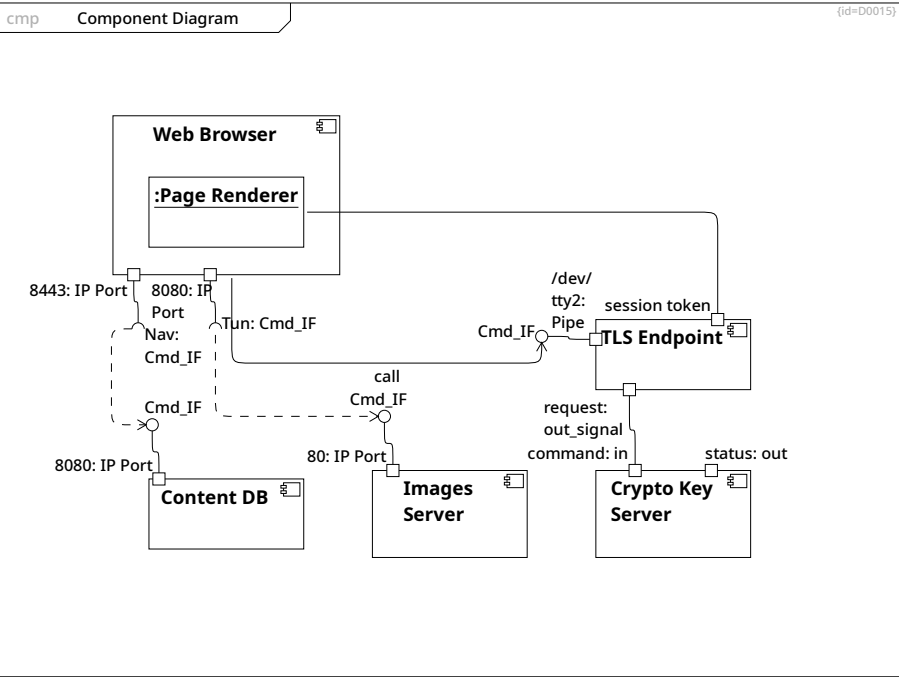 cmp Component Diagram
{id=D0015}
Web Browser
:Page Renderer
8443: IP Port
8080: IP
Port
Nav:
Cmd_IF
Tun: Cmd_IF
/dev/
tty2:
Pipe
Cmd_IF
session token
TLS Endpoint
call
Cmd_IF
Cmd_IF
request:
out_signal
command: in
status: out
8080: IP Port
80: IP Port
Content DB
Images
Server
Crypto Key
Server